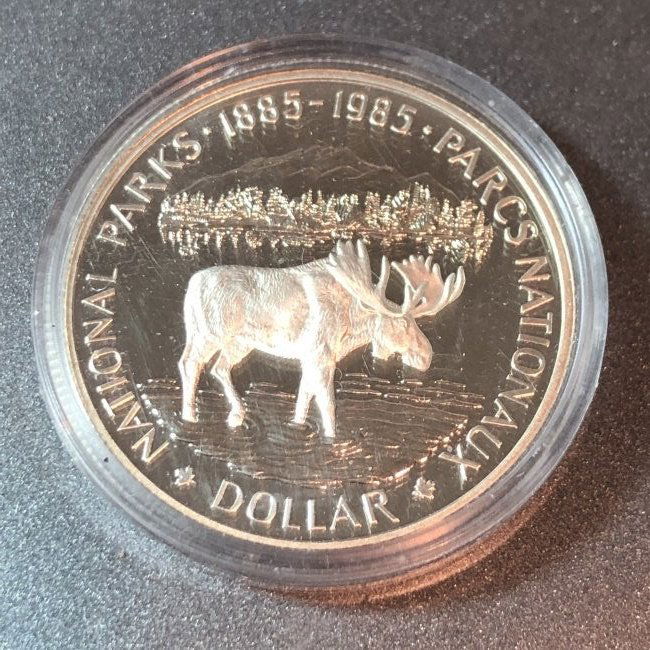 NATIONAL PARKS · 1885-1985 · PARCS NATIONAUX
DOLLAR